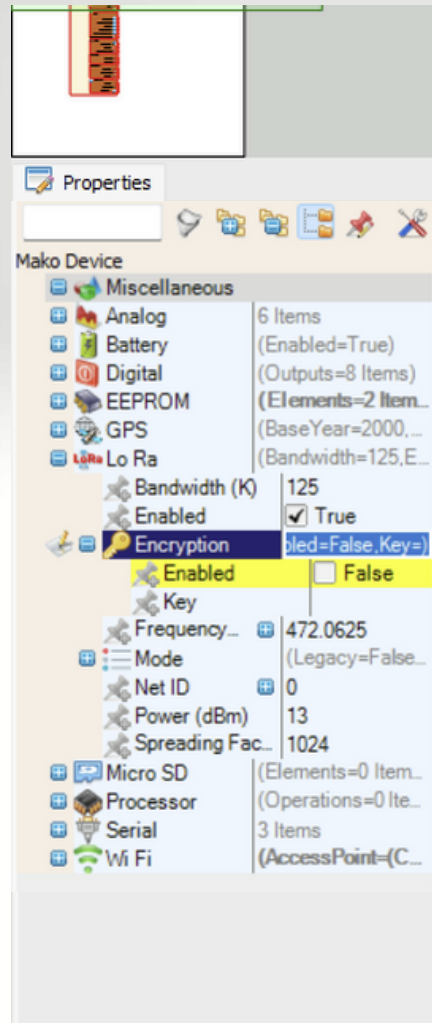 Properties
Mako Device
Miscellaneous
Analog 6 Items
Battery (Enabled=True)
Digital (Outputs=8 Items)
EEPROM (Elements=2 Item...
GPS (BaseYear=2000,...
LoRa Lo Ra (Bandwidth=125,E...
Bandwidth (K) 125
Enabled True
Encryption bled=False,Key=)
Enabled False
Key
Frequency... 472.0625
Mode (Legacy=False...
Net ID 0
Power (dBm) 13
Spreading Fac... 1024
Micro SD (Elements=0 Item...
Processor (Operations=0 Ite...
Serial 3 Items
Wi Fi (AccessPoint=(C...